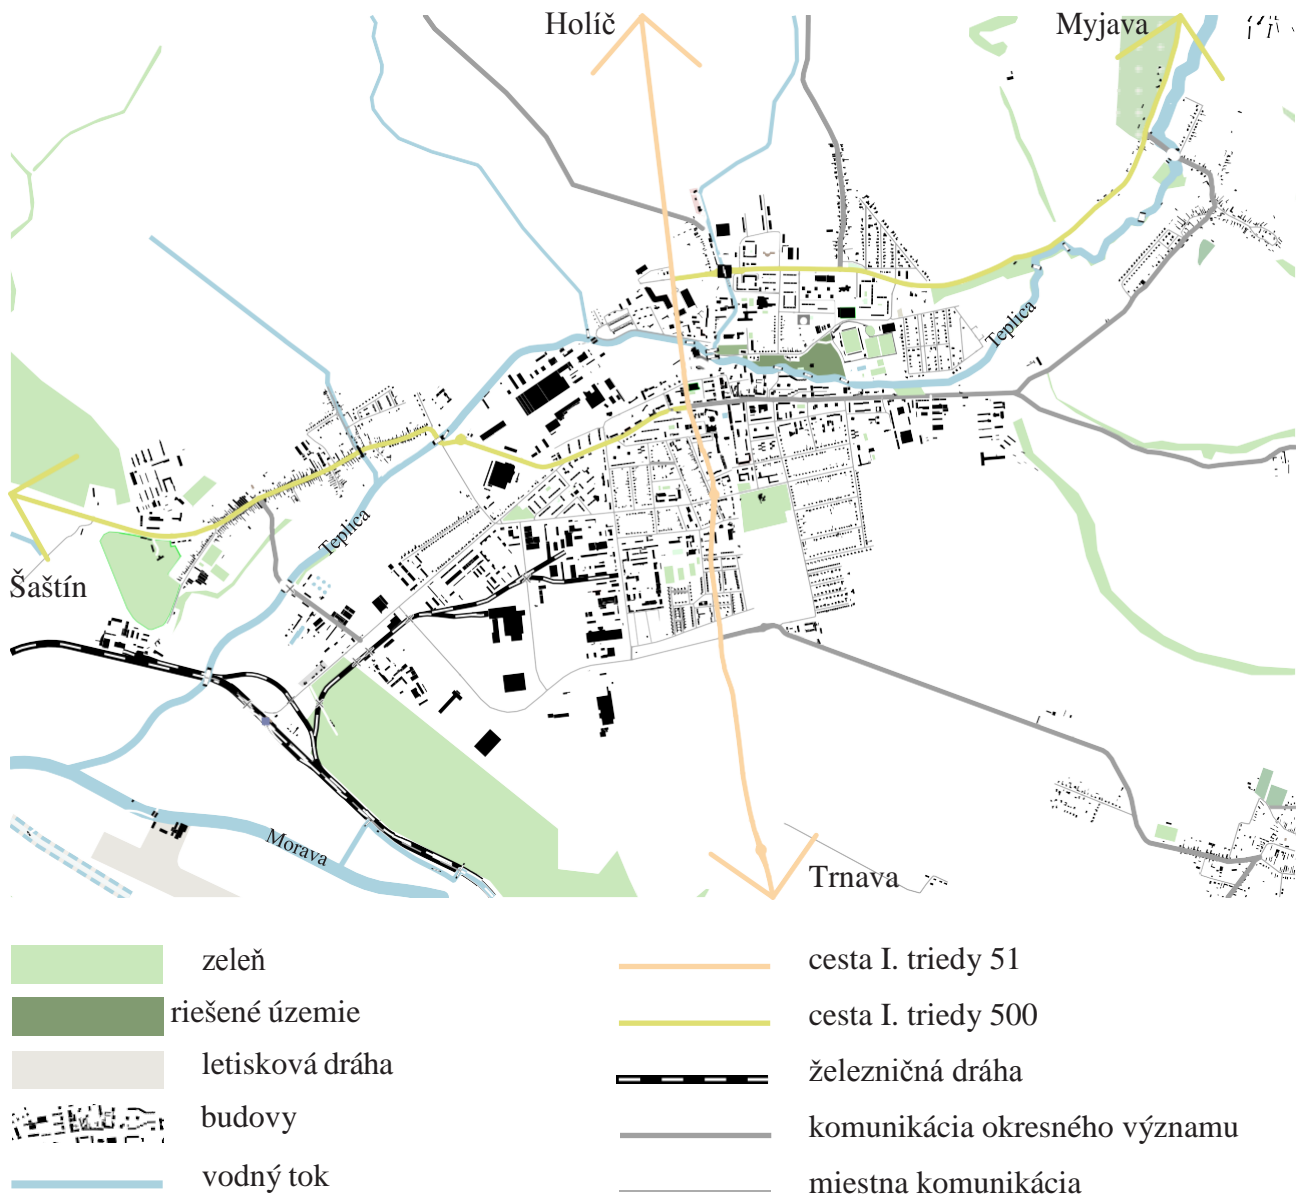 Holíč
Myjava
Teplica
Teplica
Šaštín
Morava
Trnava
zeleň
riešené územie
letisková dráha
budovy
vodný tok
cesta I. triedy 51
cesta I. triedy 500
železničná dráha
komunikácia okresného významu
miestna komunikácia